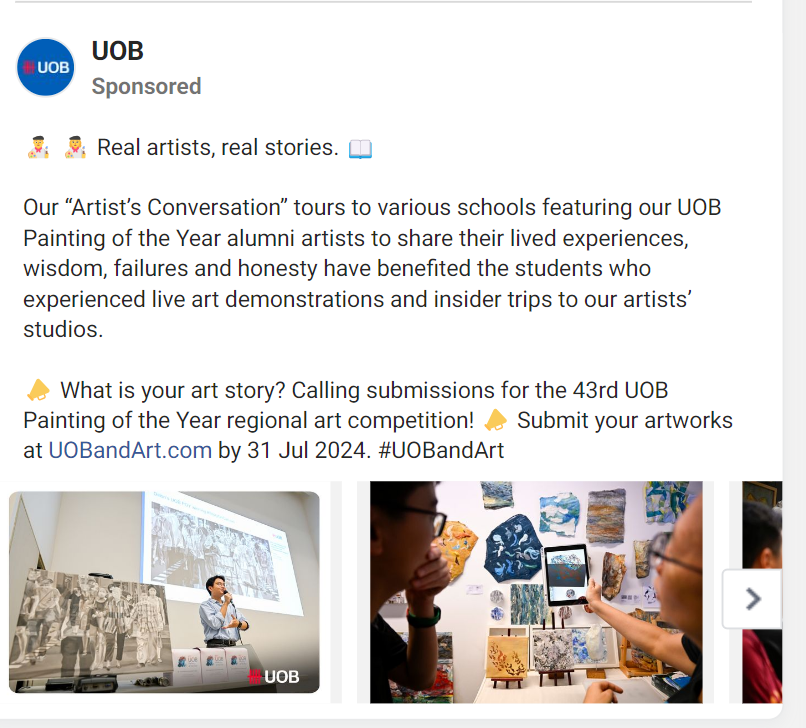 UOB
UOB
Sponsored
Real artists, real stories.
Our “Artist’s Conversation” tours to various schools featuring our UOB
Painting of the Year alumni artists to share their lived experiences,
wisdom, failures and honesty have benefited the students who
experienced live art demonstrations and insider trips to our artists’
studios.
What is your art story? Calling submissions for the 43rd UOB
Painting of the Year regional art competition! Submit your artworks
at UOBandArt.com by 31 Jul 2024. #UOBandArt
UOB